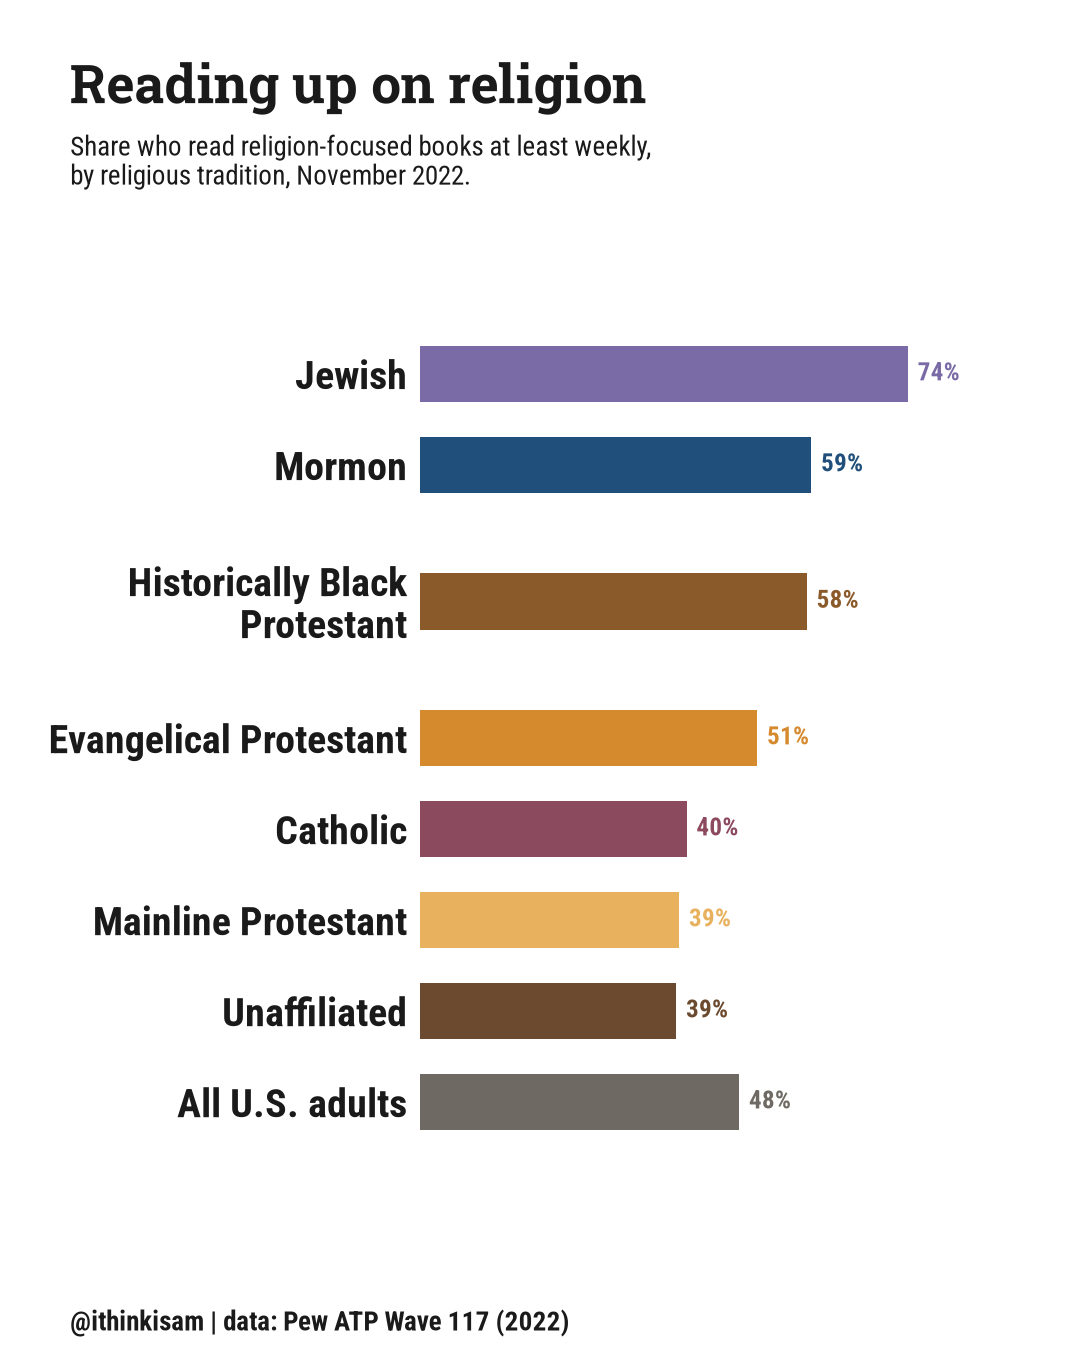 Reading up on religion
Share who read religion-focused books at least weekly,
by religious tradition, November 2022.
Jewish 74%
Mormon 59%
Historically Black
Protestant 58%
Evangelical Protestant 51%
Catholic 40%
Mainline Protestant 39%
Unaffiliated 39%
All U.S. adults 48%
@ithinkisam | data: Pew ATP Wave 117 (2022)